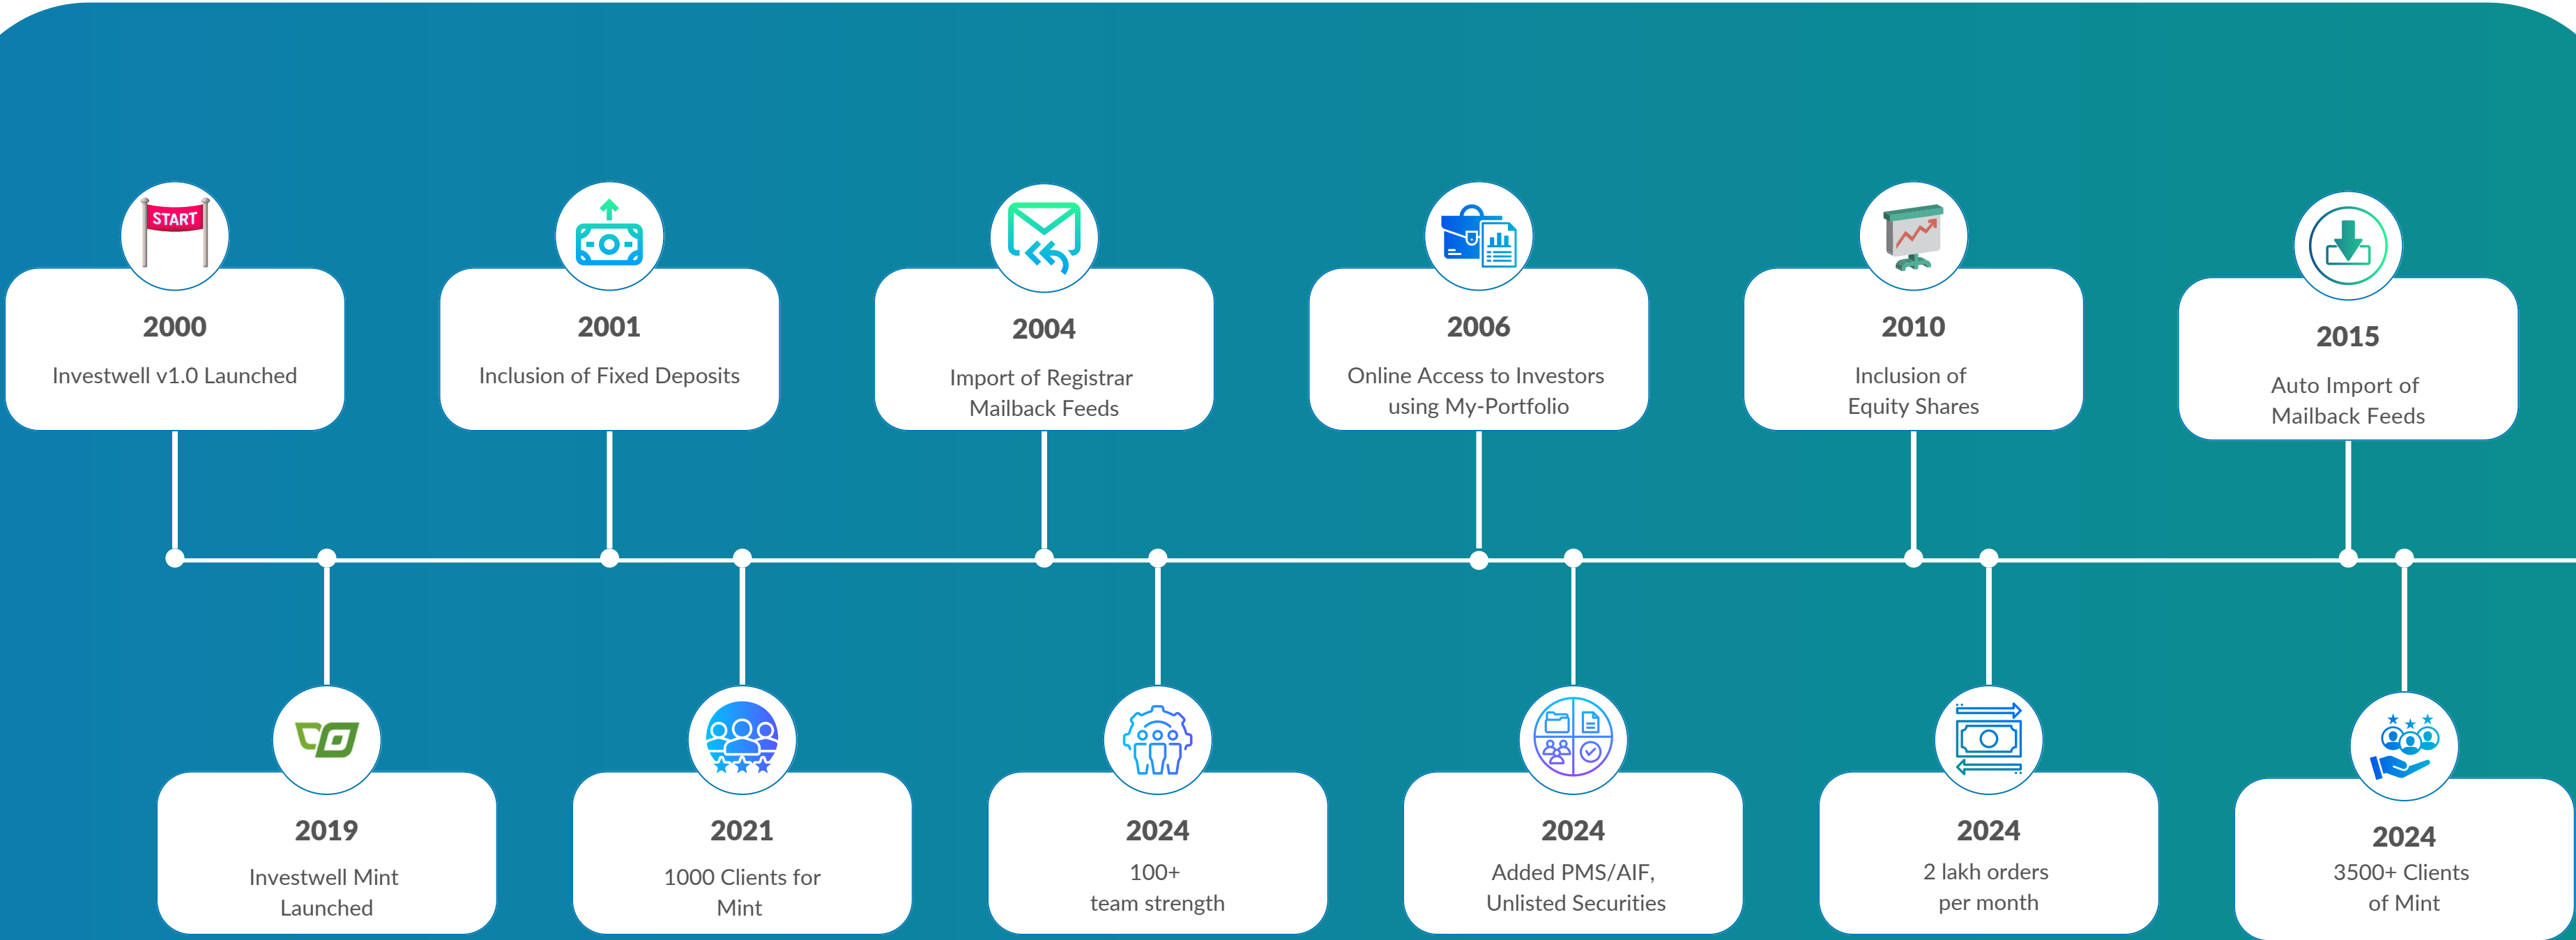 START
2000
Investwell v1.0 Launched
2001
Inclusion of Fixed Deposits
2004
Import of Registrar
Mailback Feeds
2006
Online Access to Investors
using My-Portfolio
2010
Inclusion of
Equity Shares
2015
Auto Import of
Mailback Feeds
2019
Investwell Mint
Launched
2021
1000 Clients for
Mint
2024
100+
team strength
2024
Added PMS/AIF,
Unlisted Securities
2024
2 lakh orders
per month
2024
3500+ Clients
of Mint